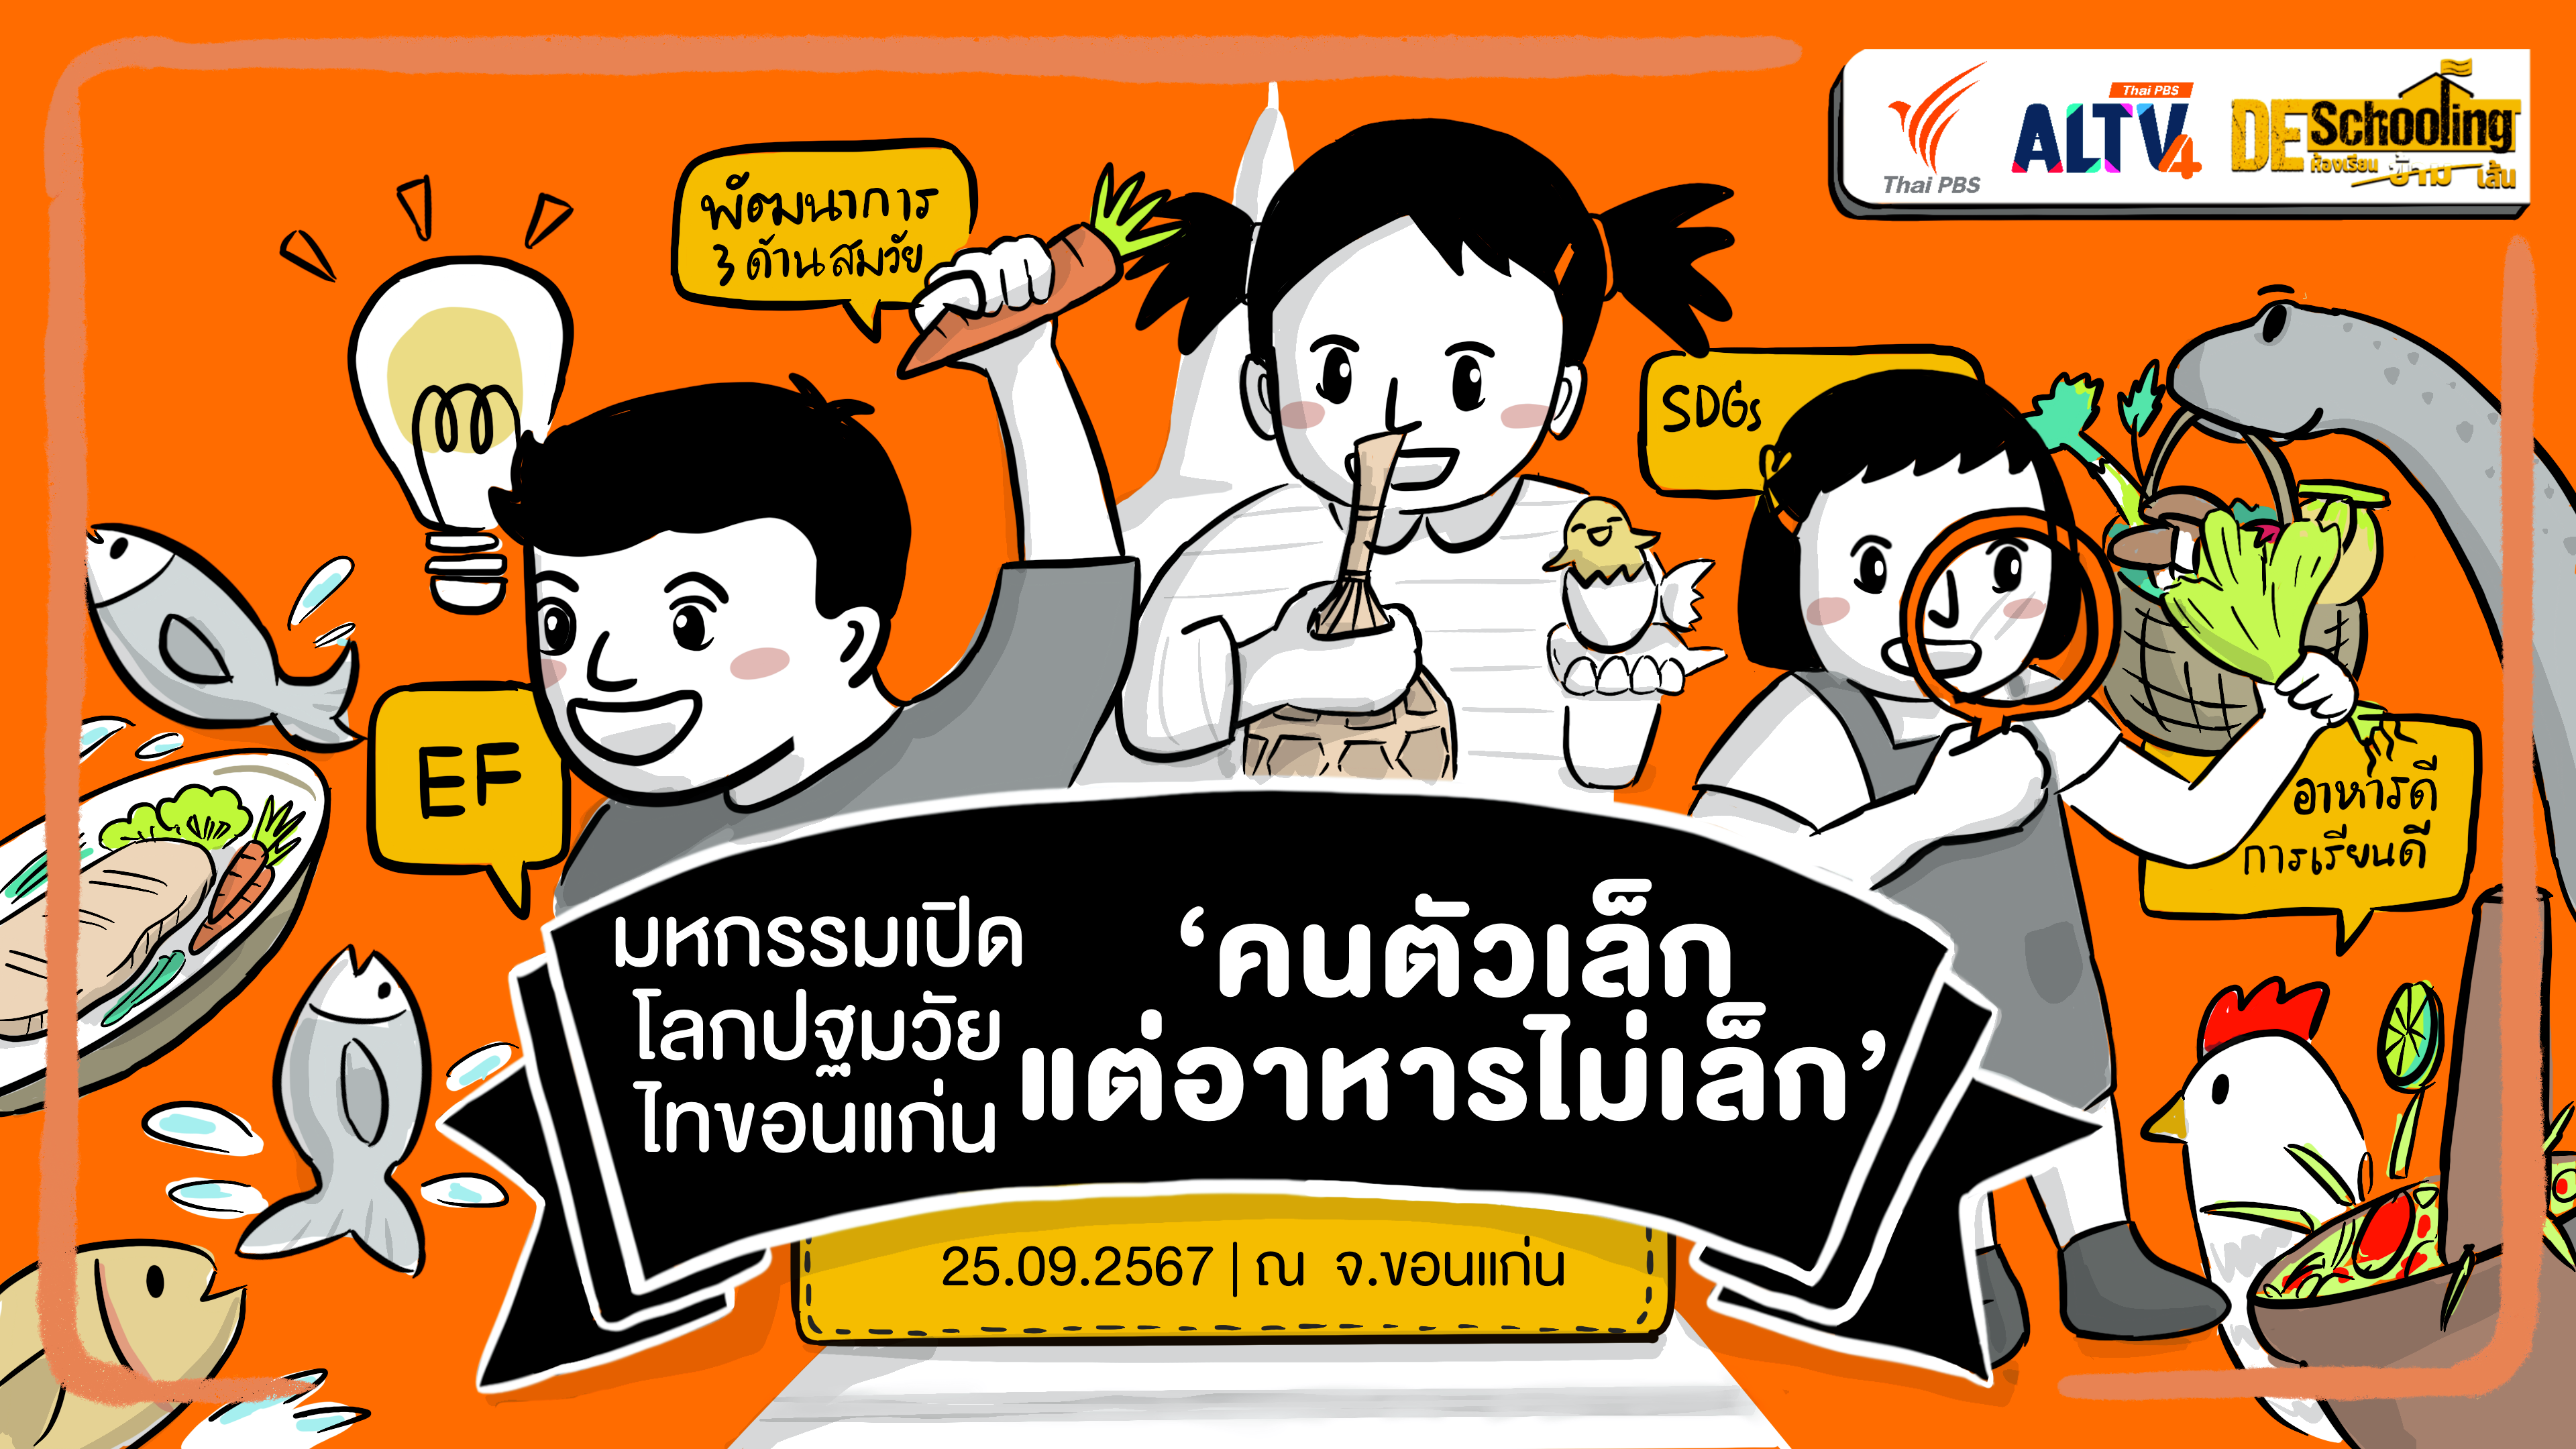 Thai PBS
Thai PBS
ALTV4
DESchooling
ห้องเรียนข้ามเส้น
พัฒนาการ
3 ด้านสมวัย
SDGs
EF
อาหารดี
การเรียนดี
มหกรรมเปิด
โลกปฐมวัย
ไทขอนแก่น
‘คนตัวเล็ก
แต่อาหารไม่เล็ก’
25.09.2567 | ณ จ.ขอนแก่น